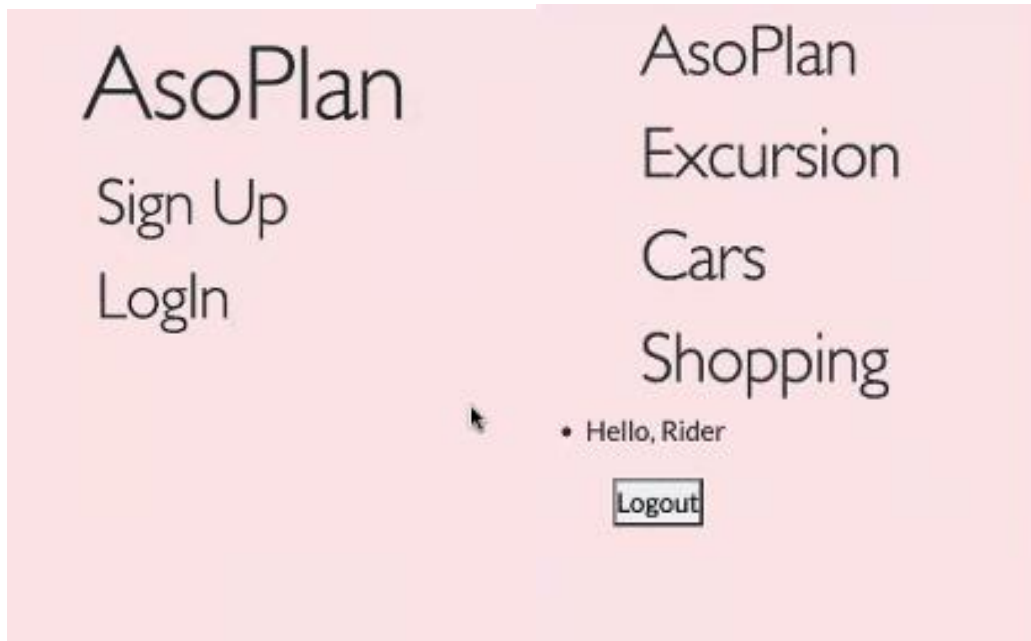 AsoPlan
Sign Up
LogIn
AsoPlan
Excursion
Cars
Shopping
• Hello, Rider
Logout